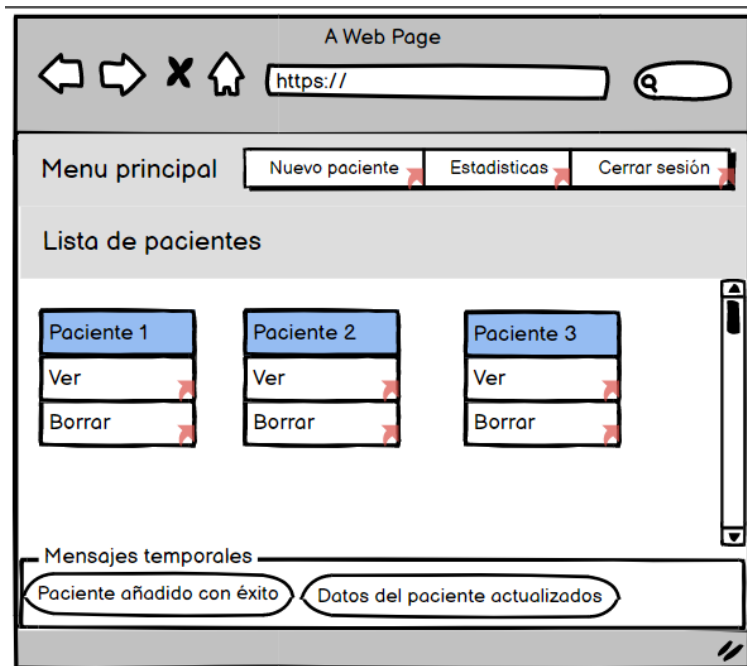 A Web Page
https://
Menu principal
Nuevo paciente
Estadisticas
Cerrar sesión
Lista de pacientes
Paciente 1
Ver
Borrar
Paciente 2
Ver
Borrar
Paciente 3
Ver
Borrar
Mensajes temporales
Paciente añadido con éxito
Datos del paciente actualizados